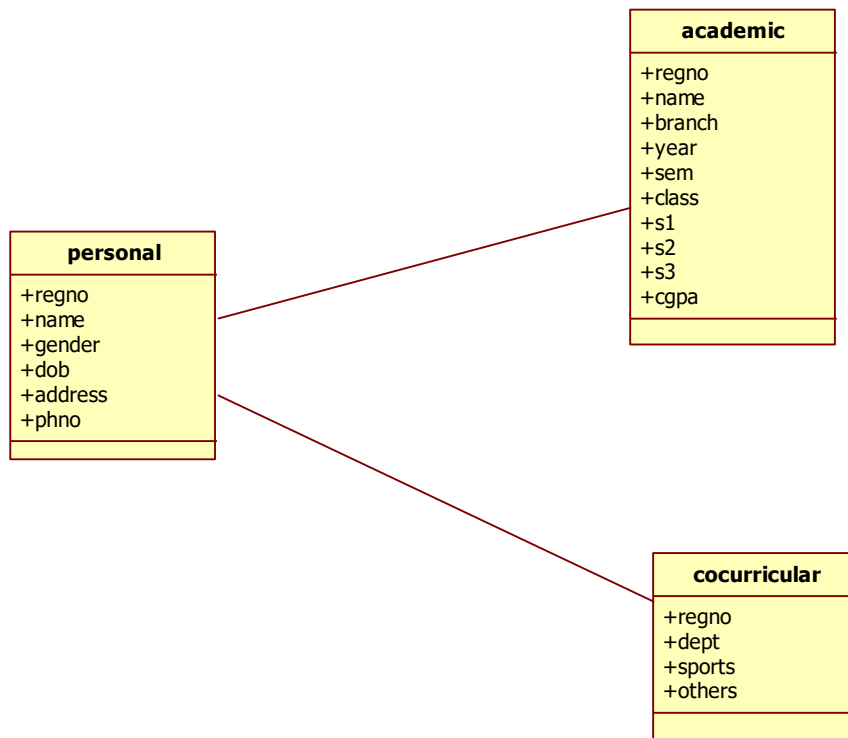 academic
+regno
+name
+branch
+year
+sem
+class
+s1
+s2
+s3
+cgpa
personal
+regno
+name
+gender
+dob
+address
+phno
cocurricular
+regno
+dept
+sports
+others